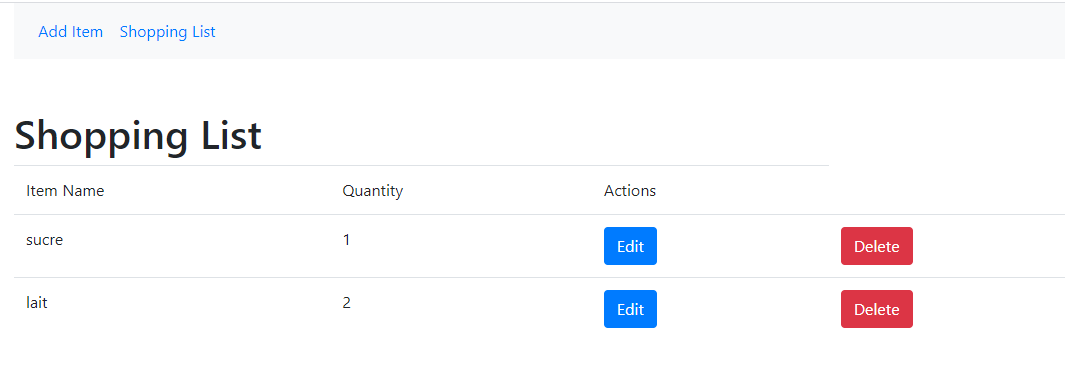 Add Item Shopping List
Shopping List
Item Name Quantity Actions
sucre 1 Edit Delete
lait 2 Edit Delete